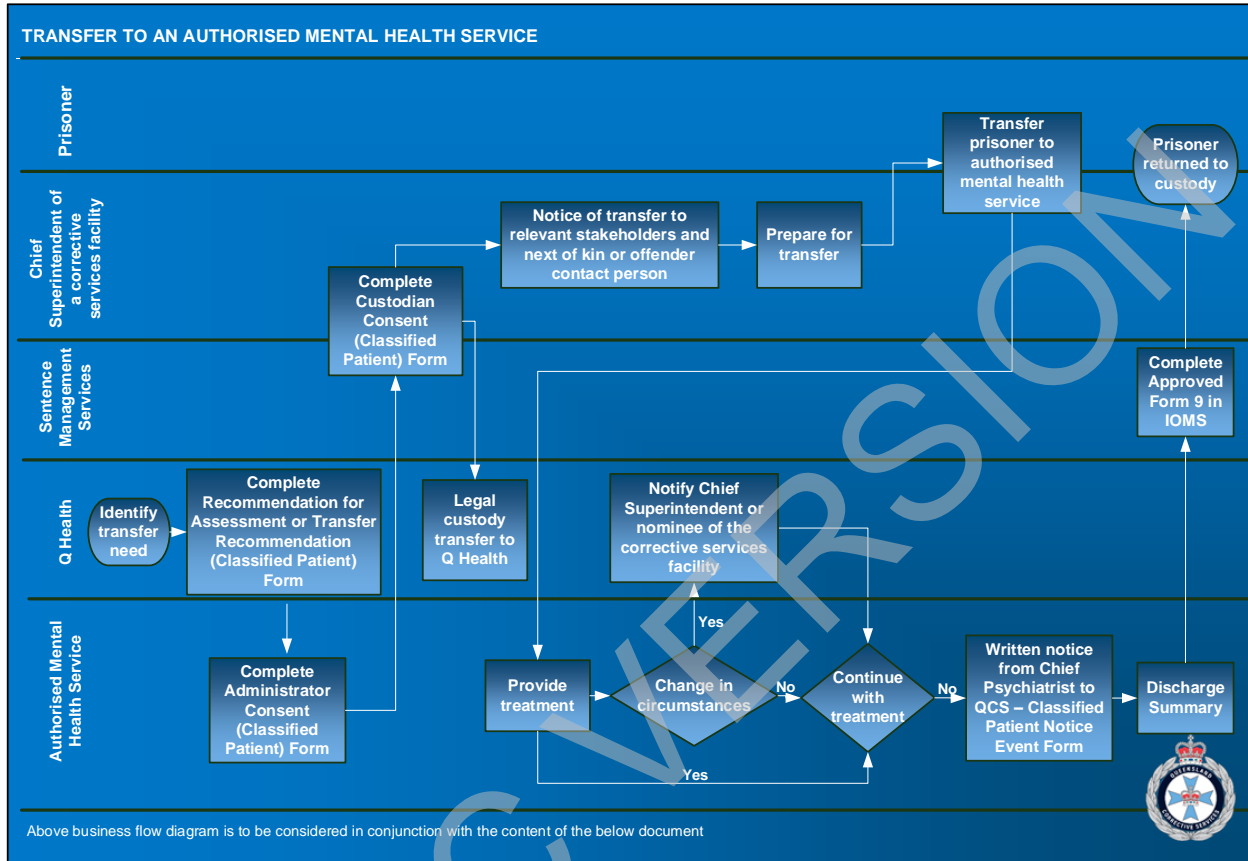 TRANSFER TO AN AUTHORISED MENTAL HEALTH SERVICE
Prisoner
Transfer
prisoner to
authorised
mental health
service
Prisoner
returned to
custody
Chief
Superintendent of
a corrective
services facility
Notice of transfer to
relevant stakeholders and
next of kin or offender
contact person
Prepare for
transfer
Complete
Custodian
Consent
(Classified
Patient) Form
Sentence
Management
Services
Complete
Approved
Form 9 in
IOMS
Q Health
Identify
transfer
need
Complete
Recommendation for
Assessment or Transfer
Recommendation
(Classified Patient)
Form
Legal
custody
transfer to
Q Health
Notify Chief
Superintendent or
nominee of the
corrective services
facility
Authorised Mental
Health Service
Complete
Administrator
Consent
(Classified
Patient) Form
Provide
treatment
Change in
circumstances
Yes
No
Continue
with
treatment
Yes
No
Written notice
from Chief
Psychiatrist to
QCS – Classified
Patient Notice
Event Form
Discharge
Summary
QUEENSLAND
CORRECTIVE SERVICES
Above business flow diagram is to be considered in conjunction with the content of the below document
C VERSION